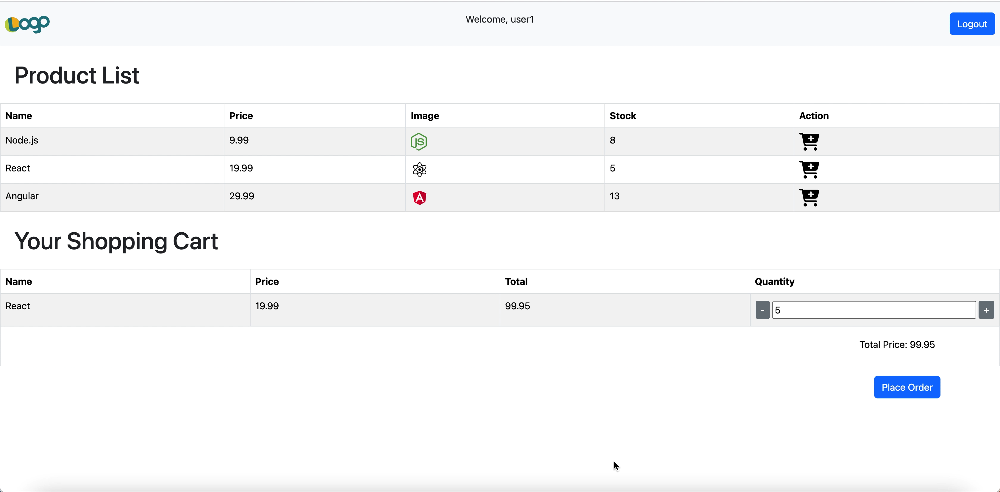 Logo
Welcome, user1
Logout
Product List
Name Price Image Stock Action
Node.js 9.99 JS 8
React 19.99 5
Angular 29.99 A 13
Your Shopping Cart
Name Price Total Quantity
React 19.99 99.95 - 5 +
Total Price: 99.95
Place Order